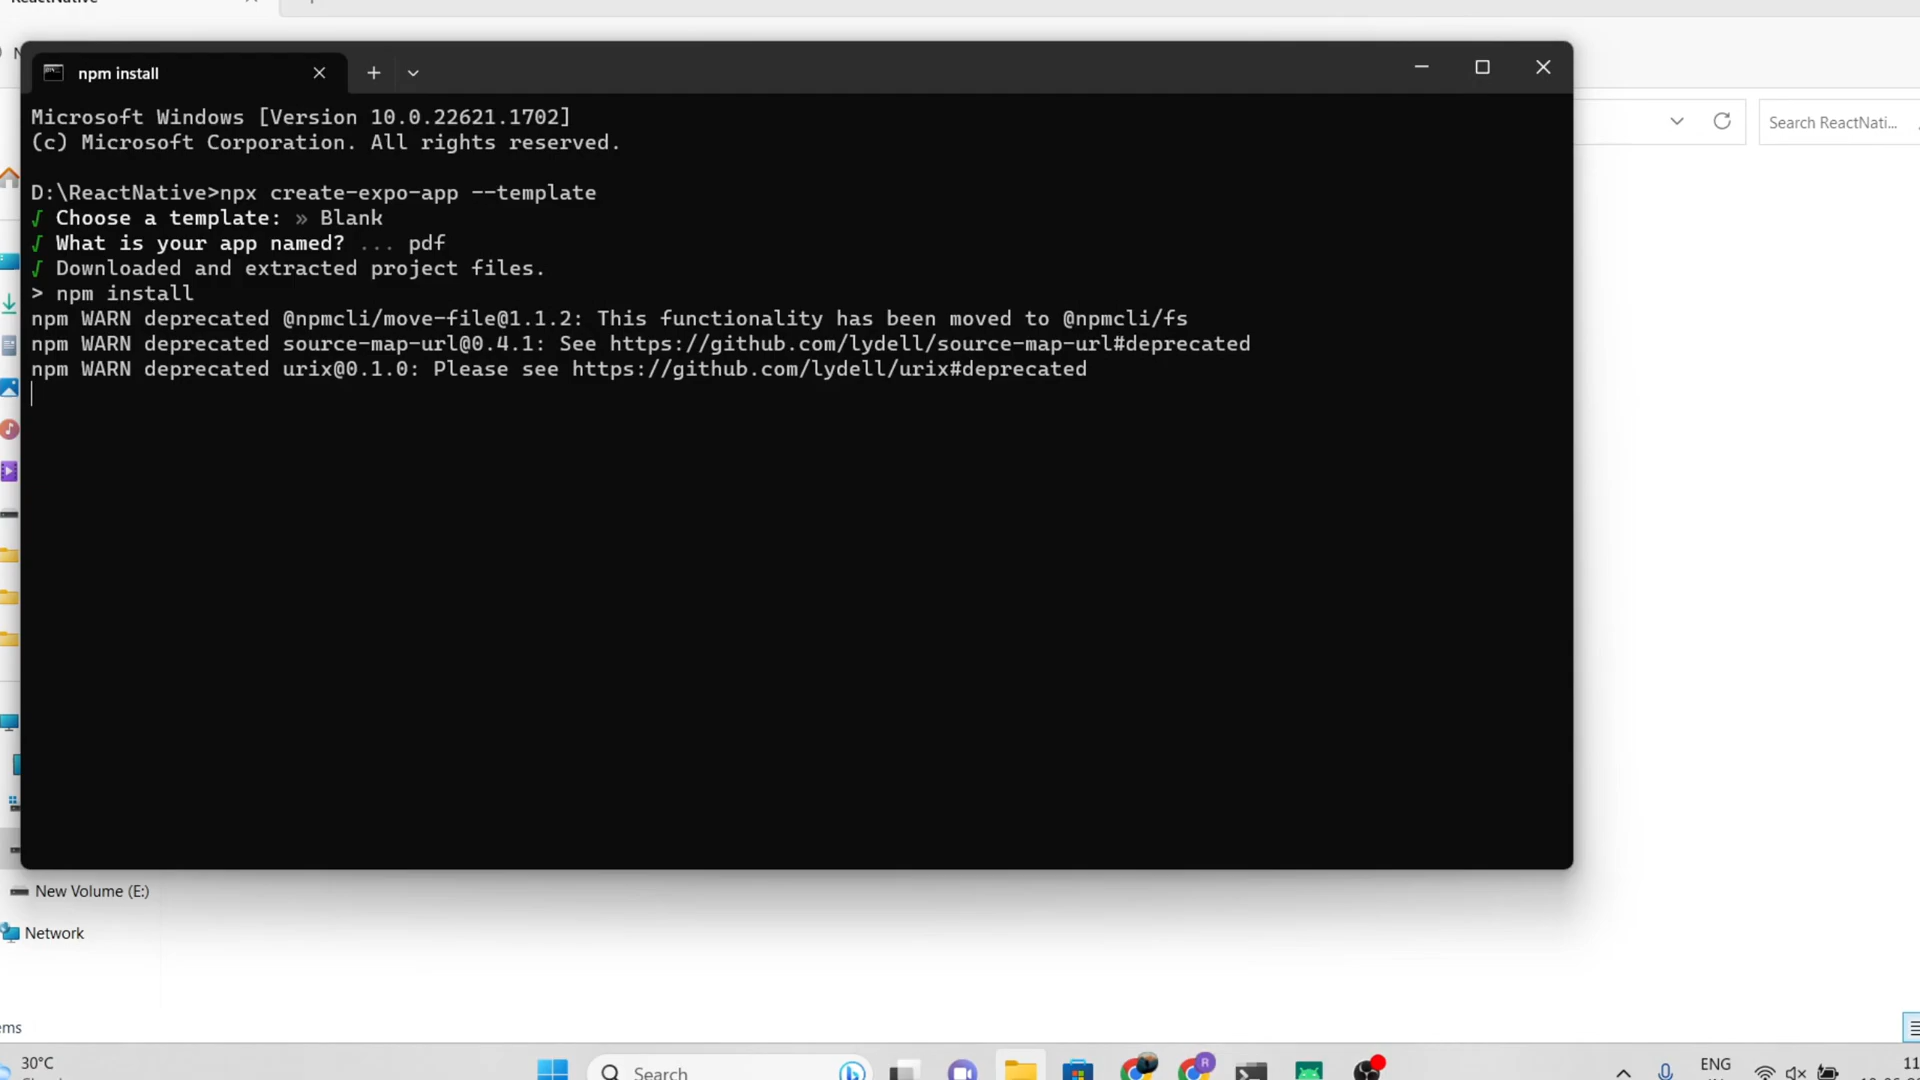 npm install
Microsoft Windows [Version 10.0.22621.1702]
(c) Microsoft Corporation. All rights reserved.
D:\ReactNative>npx create-expo-app --template
√ Choose a template: » Blank
√ What is your app named? ... pdf
√ Downloaded and extracted project files.
> npm install
npm WARN deprecated @npmcli/move-file@1.1.2: This functionality has been moved to @npmcli/fs
npm WARN deprecated source-map-url@0.4.1: See https://github.com/lydell/source-map-url#deprecated
npm WARN deprecated urix@0.1.0: Please see https://github.com/lydell/urix#deprecated
Search ReactNati...
New Volume (E:)
Network
30°C
Search
R
ENG